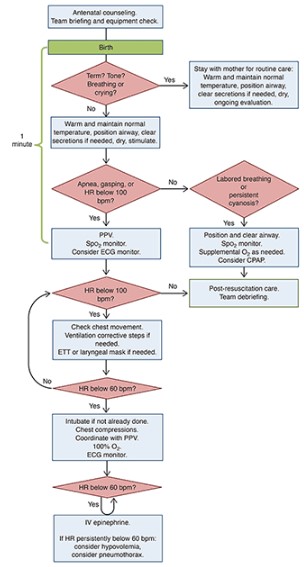 Antenatal counseling.
Team briefing and equipment check.
Birth
Term? Tone?
Breathing or
crying?
Yes
Stay with mother for routine care:
Warm and maintain normal
temperature, position airway,
clear secretions if needed, dry,
ongoing evaluation.
No
1
minute
Warm and maintain normal
temperature, position airway, clear
secretions if needed, dry, stimulate.
Apnea, gasping, or
HR below 100
bpm?
No
Labored breathing
or
persistent
cyanosis?
Yes
Yes
PPV.
Spo2 monitor.
Consider ECG monitor.
Position and clear airway.
Spo2 monitor.
Supplemental O2 as needed.
Consider CPAP.
HR below 100
bpm?
No
Post-resuscitation care.
Team debriefing.
Yes
Check chest movement.
Ventilation corrective steps if
needed.
ETT or laryngeal mask if needed.
No
HR below 60 bpm?
Yes
Intubate if not already done.
Chest compressions.
Coordinate with PPV.
100% O2.
ECG monitor.
HR below 60 bpm?
Yes
IV epinephrine.
If HR persistently below 60 bpm:
consider hypovolemia,
consider pneumothorax.